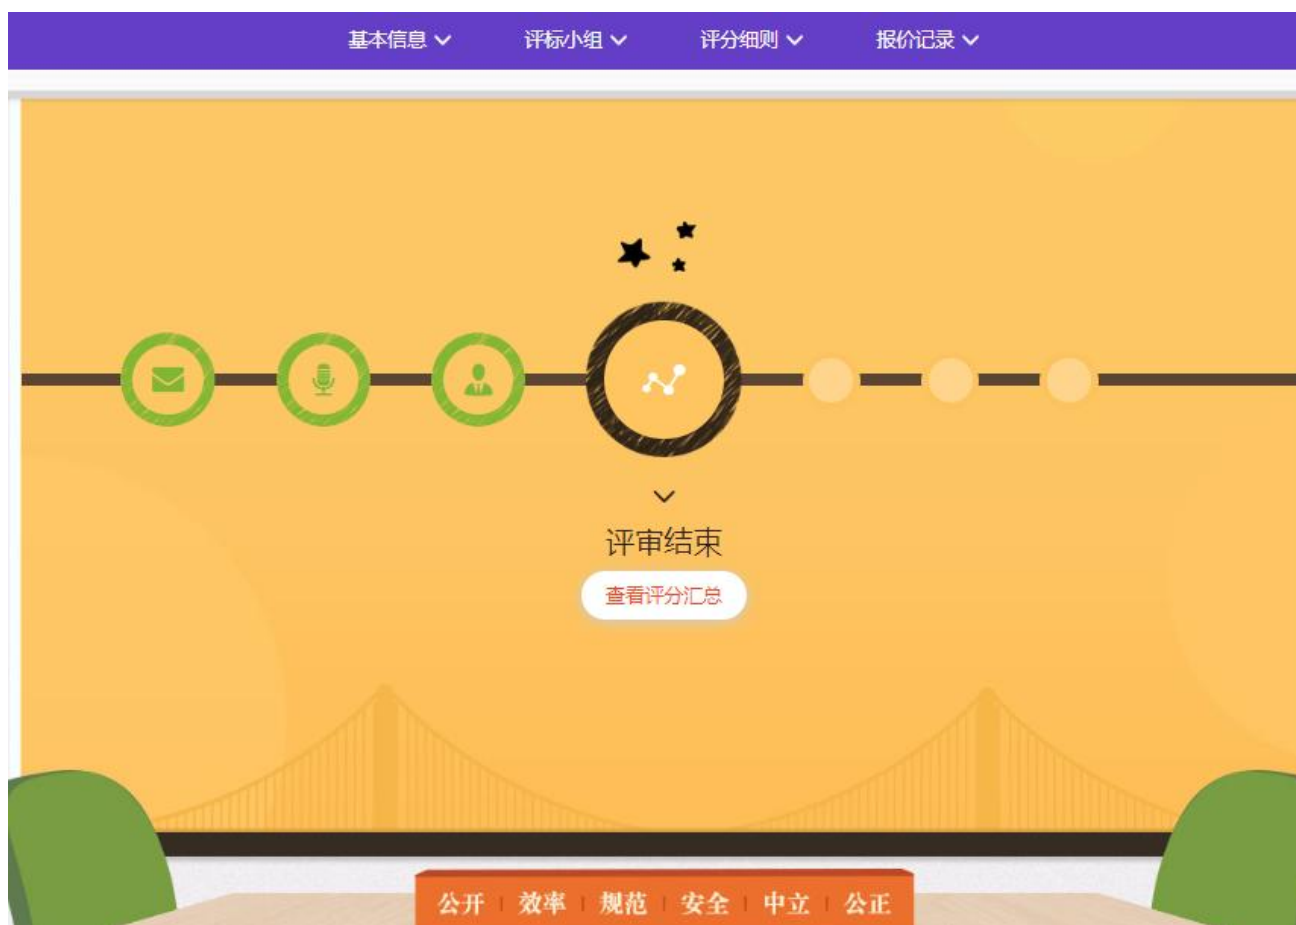 基本信息 评标小组 评分细则 报价记录
评审结束
查看评分汇总
公开 效率 规范 安全 中立 公正